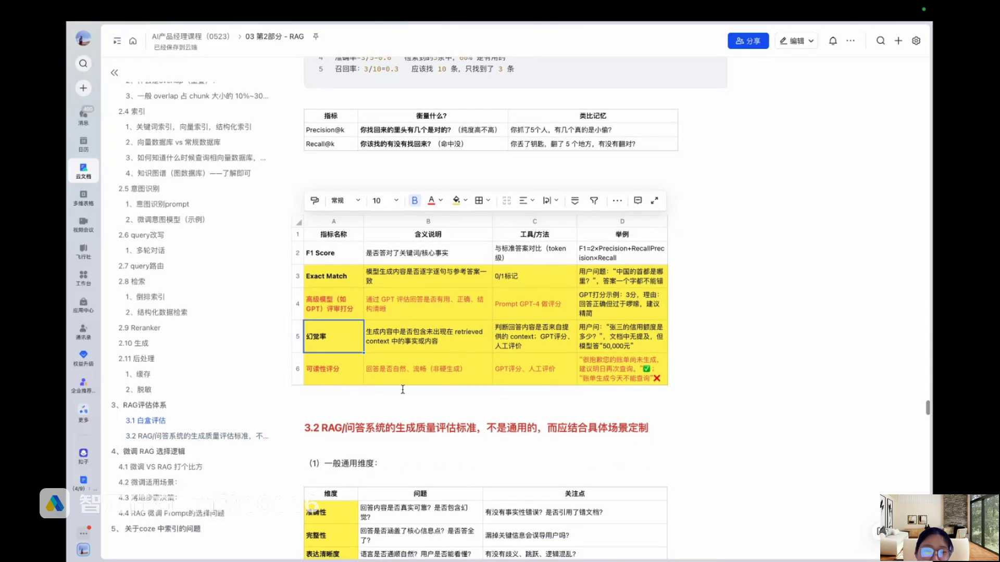 AI产品经理课程（0523）
03 第2部分 - RAG
已经保存到云端
分享
编辑
499
消息
日历
云文档
多维表格
视频会议
飞行社
工作台
应用中心
通讯录
权益升级
企业推荐...
更多
扣子
(4/9) : ...
3、一般 overlap 占 chunk 大小的 10%~30...
2.4 索引
1、关键词索引，向量索引，结构化索引
2、向量数据库 vs 常规数据库
3、如何知道什么时候查询相向量数据库，...
4、知识图谱（图数据库）——了解即可
2.5 意图识别
1、意图识别prompt
2、微调意图模型（示例）
2.6 query改写
1、多轮对话
2.7 query路由
2.8 检索
1、倒排索引
2、结构化数据检索
2.9 Reranker
2.10 生成
2.11 后处理
1、缓存
2、脱敏
3、RAG评估体系
3.1 白盒评估
3.2 RAG/问答系统的生成质量评估标准，不...
4、微调 RAG 选择逻辑
4.1 微调 VS RAG 打个比方
4.2 微调适用场景：
4.3 落地步骤决策：
4.4 RAG 微调 Prompt的选择问题
5、 关于coze 中索引的问题
4 准确率=3/5=0.6 检索到的5条中，60% 是有用的
5 召回率：3/10=0.3 应该找 10 条，只找到了 3 条
指标 衡量什么？ 类比记忆
Precision@k 你找回来的里头有几个是对的？（纯度高不高） 你抓了5个人，有几个真的是小偷？
Recall@k 你该找的有没有找回来？（命中没） 你丢了钥匙，翻了 5 个地方，有没有翻对？
常规 10 B A
A B C D
1 指标名称 含义说明 工具/方法 举例
2 F1 Score 是否答对了关键词/核心事实 与标准答案对比（token
级） F1=2×Precision+RecallPrec
ision×Recall
3 Exact Match 模型生成内容是否逐字逐句与参考答案一
致 0/1标记 用户问题：“中国的首都是哪
里？”，答案一个字都不能错
4 高级模型（如
GPT）评审打分 通过 GPT 评估回答是否有用、正确、结
构清晰 Prompt GPT-4 做评分 GPT打分示例：3分，理由：
回答正确但过于啰嗦，建议
精简
5 幻觉率 生成内容中是否包含未出现在 retrieved
context 中的事实或内容 判断回答内容是否来自提
供的 context；GPT评分、
人工评价 用户问：“张三的信用额度是
多少？”，文档中无提及，但
模型答“50,000元”
6 可读性评分 回答是否自然、流畅（非硬生成） GPT评分、人工评价 “很抱歉您的账单尚未生成，
建议明日再次查询。”✅；
“账单生成今天不能查询”❌
3.2 RAG/问答系统的生成质量评估标准，不是通用的，而应结合具体场景定制
（1）一般通用维度：
维度 问题 关注点
准确性 回答内容是否真实可靠？是否包含幻
觉？ 有没有事实性错误？是否引用了错文档？
完整性 回答是否涵盖了核心信息点？是否答全
了？ 漏掉关键信息会误导用户吗？
表达清晰度 语言是否通顺自然？用户是否能看懂？ 有没有歧义、跳跃、逻辑混乱？